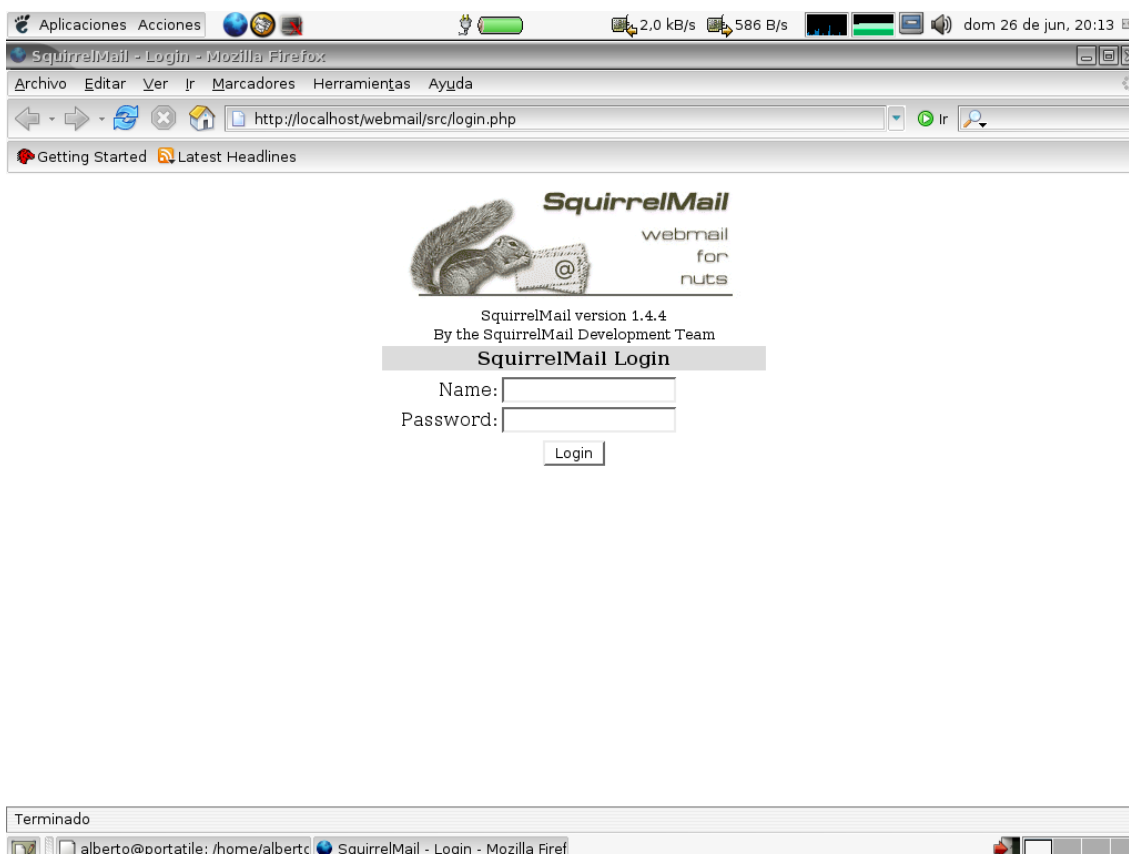 Aplicaciones Acciones 2,0 kB/s 586 B/s dom 26 de jun, 20:13
SquirrelMail - Login - Mozilla Firefox
Archivo Editar Ver Ir Marcadores Herramientas Ayuda
http://localhost/webmail/src/login.php Ir
Getting Started Latest Headlines
SquirrelMail
webmail
for
nuts
@
SquirrelMail version 1.4.4
By the SquirrelMail Development Team
SquirrelMail Login
Name:
Password:
Login
Terminado
alberto@portatile: /home/alberto SquirrelMail - Login - Mozilla Firef